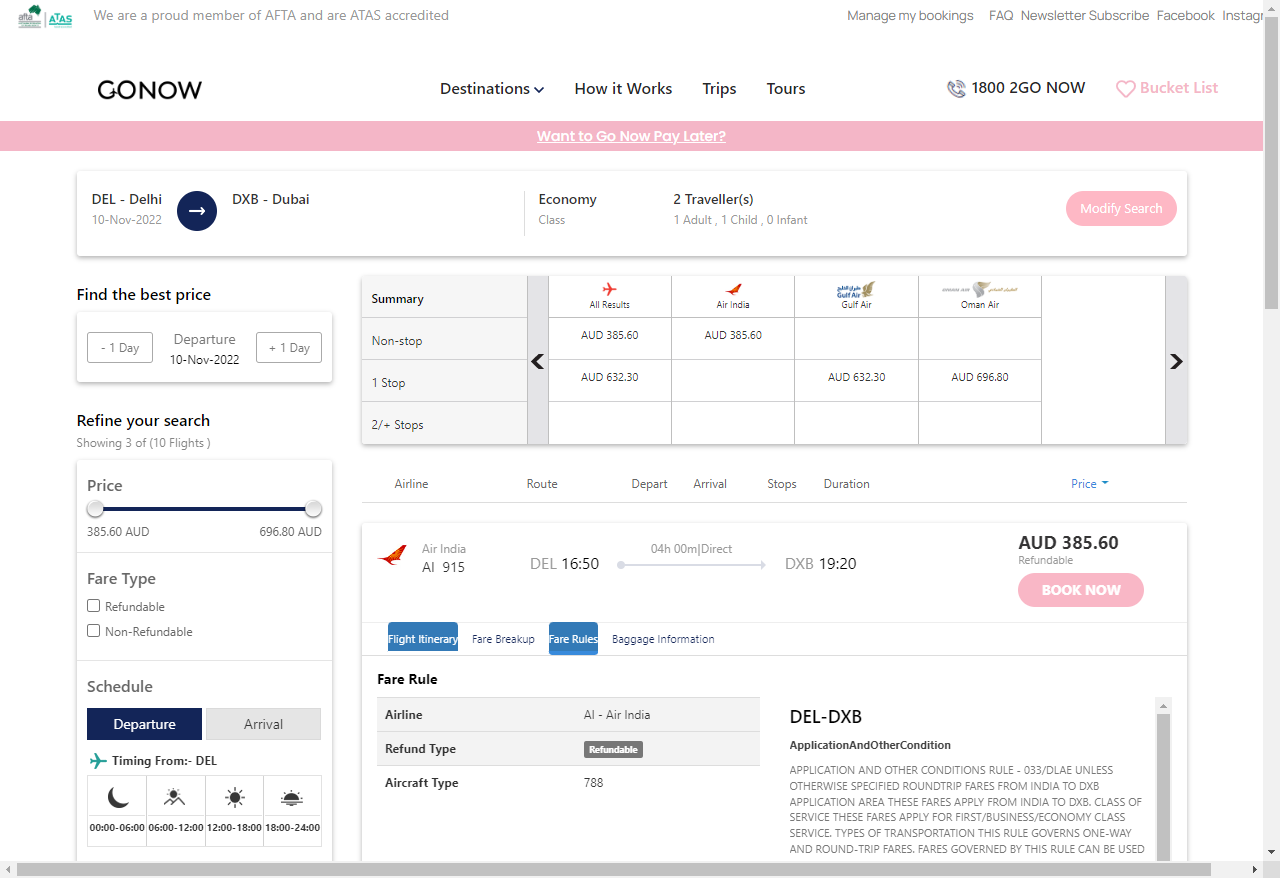 afta ATAS We are a proud member of AFTA and are ATAS accredited Manage my bookings FAQ Newsletter Subscribe Facebook Instagr
GONOW Destinations How it Works Trips Tours 1800 2GO NOW Bucket List
Want to Go Now Pay Later?
DEL - Delhi DXB - Dubai Economy 2 Traveller(s) Modify Search
10-Nov-2022 Class 1 Adult , 1 Child , 0 Infant
Find the best price
- 1 Day Departure + 1 Day
10-Nov-2022
Refine your search
Showing 3 of (10 Flights )
Price
385.60 AUD 696.80 AUD
Fare Type
Refundable
Non-Refundable
Schedule
Departure Arrival
Timing From:- DEL
00:00-06:00 06:00-12:00 12:00-18:00 18:00-24:00
Summary All Results Air India Gulf Air Gulf Air Oman Air
Non-stop AUD 385.60 AUD 385.60
1 Stop AUD 632.30 AUD 632.30 AUD 696.80
2/+ Stops
Airline Route Depart Arrival Stops Duration Price
Air India 04h 00m|Direct AUD 385.60
AI 915 DEL 16:50 DXB 19:20 Refundable
BOOK NOW
Flight Itinerary Fare Breakup Fare Rules Baggage Information
Fare Rule
Airline AI - Air India
Refund Type Refundable
Aircraft Type 788
DEL-DXB
ApplicationAndOtherCondition
APPLICATION AND OTHER CONDITIONS RULE - 033/DLAE UNLESS
OTHERWISE SPECIFIED ROUNDTRIP FARES FROM INDIA TO DXB
APPLICATION AREA THESE FARES APPLY FROM INDIA TO DXB. CLASS OF
SERVICE THESE FARES APPLY FOR FIRST/BUSINESS/ECONOMY CLASS
SERVICE. TYPES OF TRANSPORTATION THIS RULE GOVERNS ONE-WAY
AND ROUND-TRIP FARES. FARES GOVERNED BY THIS RULE CAN BE USED